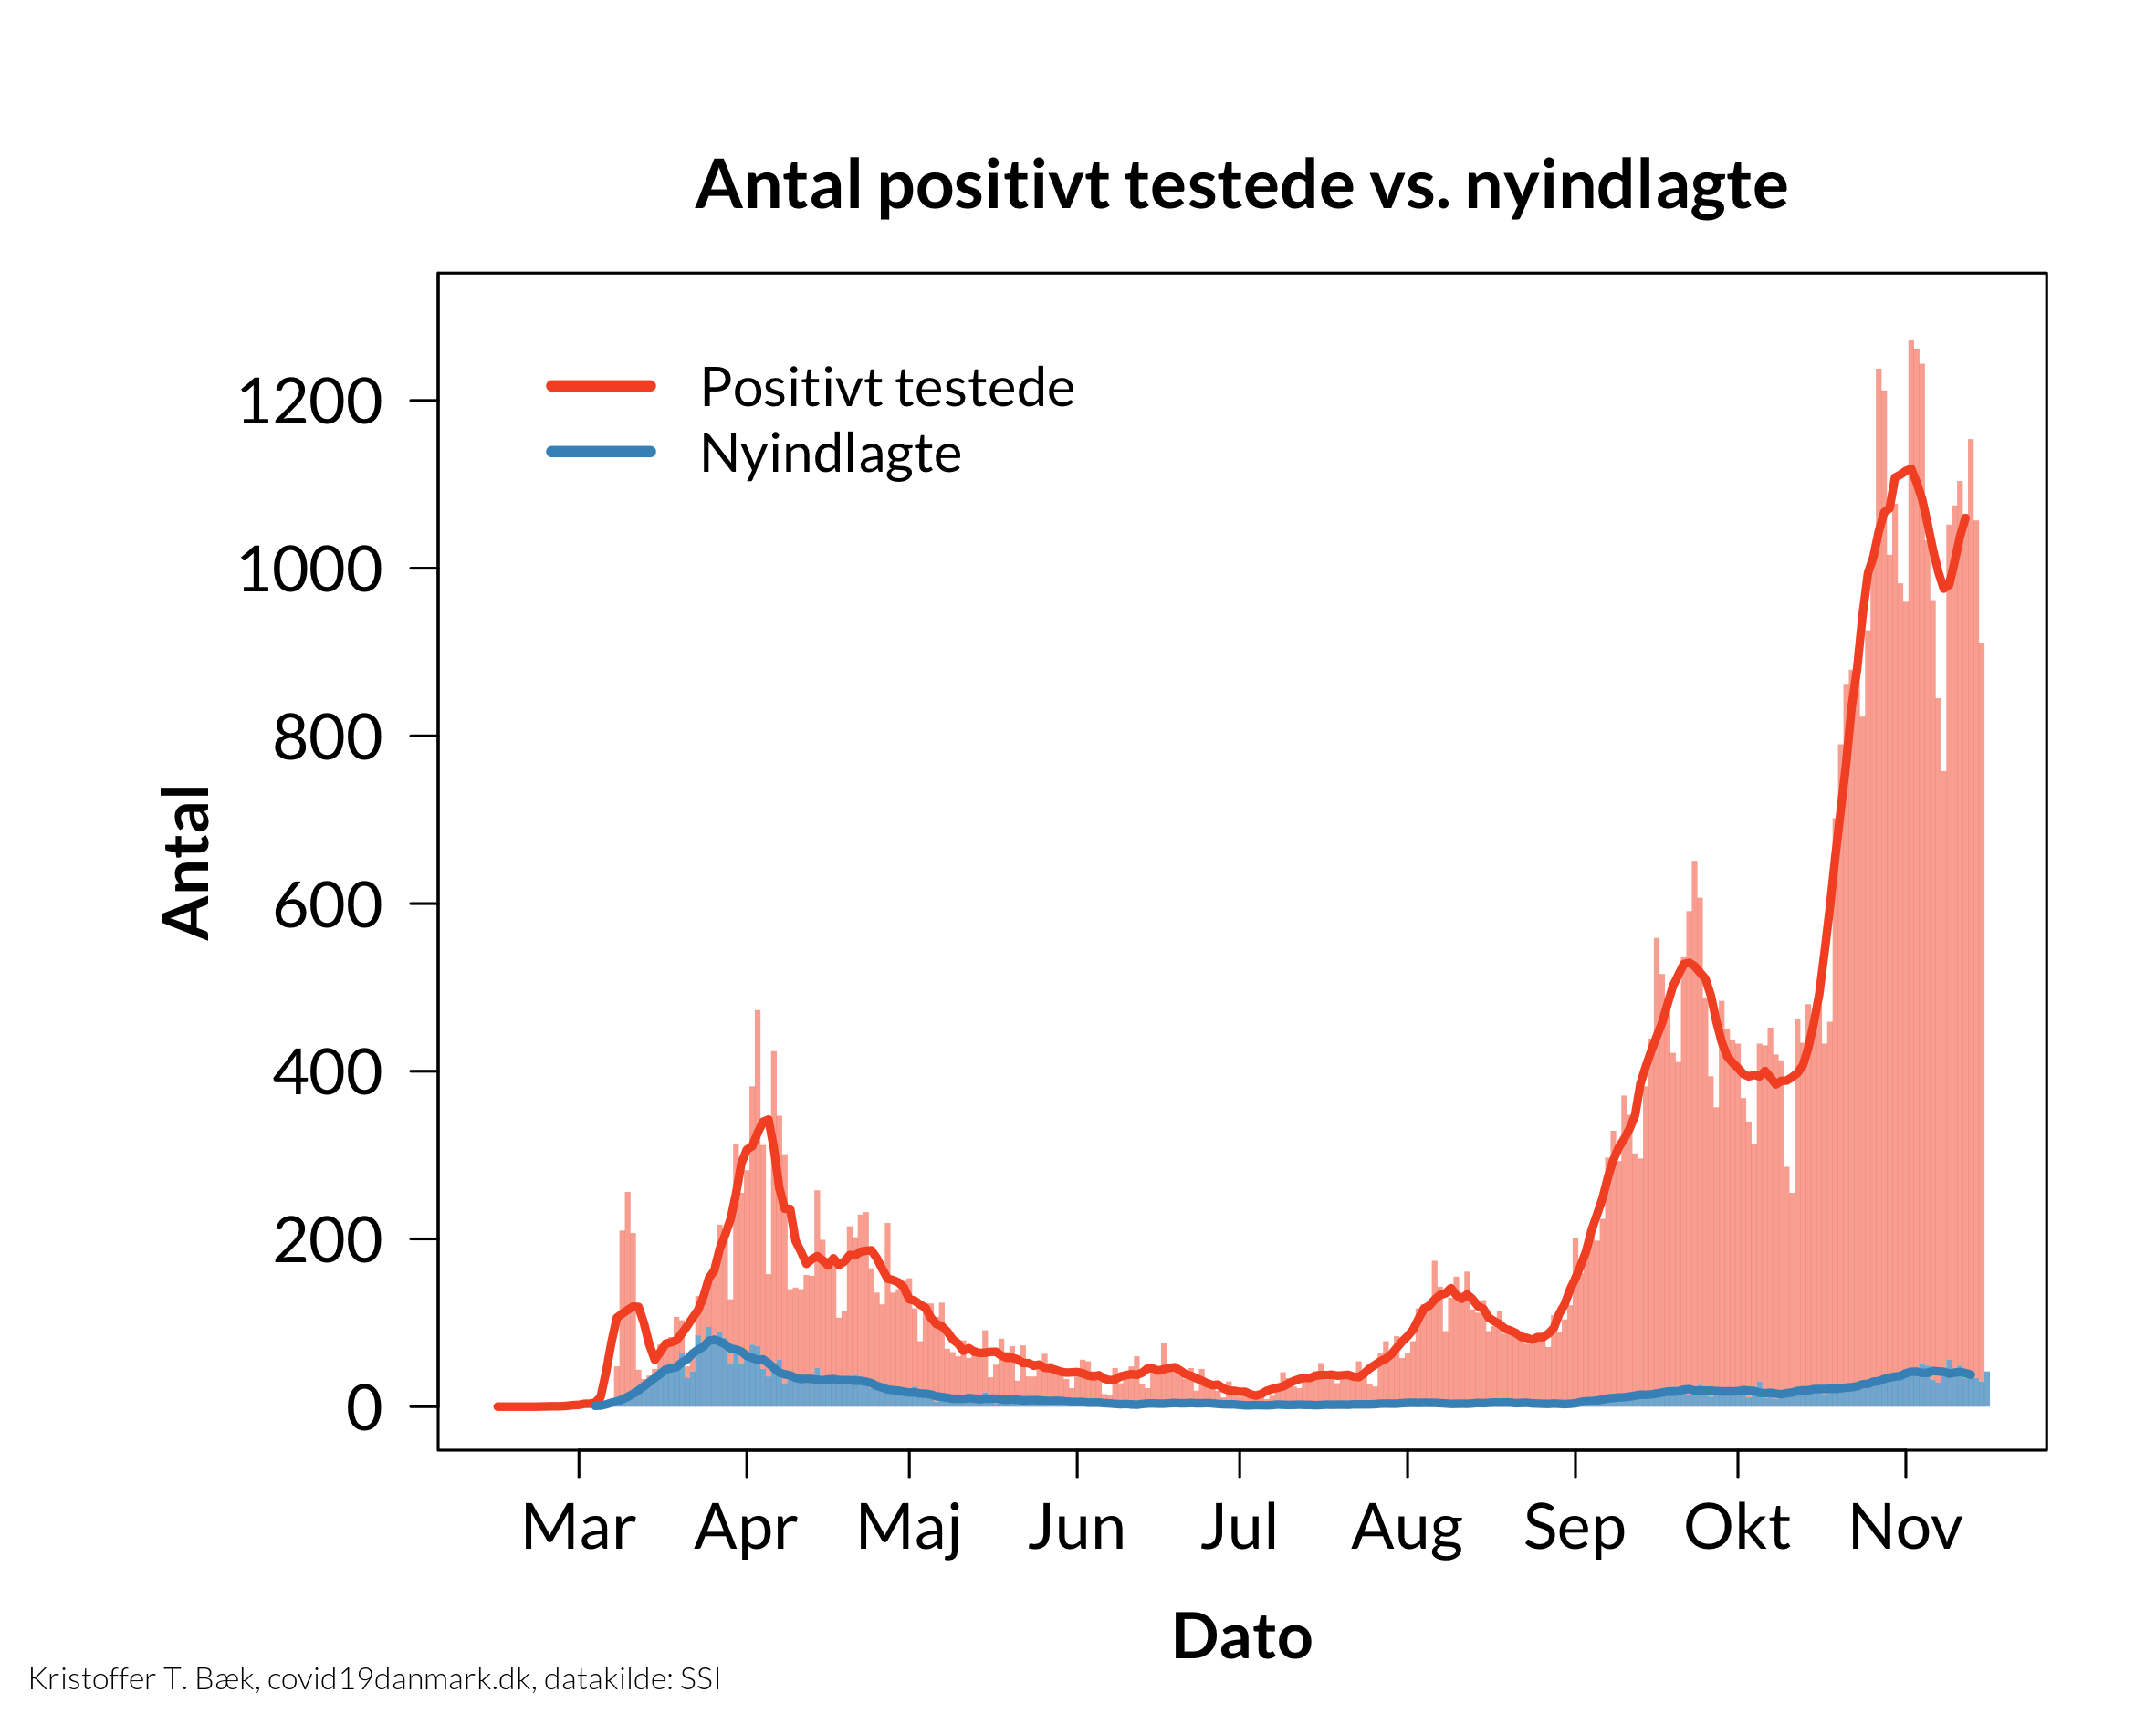 Antal positivt testede vs. nyindlagte
Positivt testede
Nyindlagte
1200
1000
800
600
400
200
0
Antal
Mar Apr Maj Jun Jul Aug Sep Okt Nov
Dato
Kristoffer T. Bæk, covid19danmark.dk, datakilde: SSI